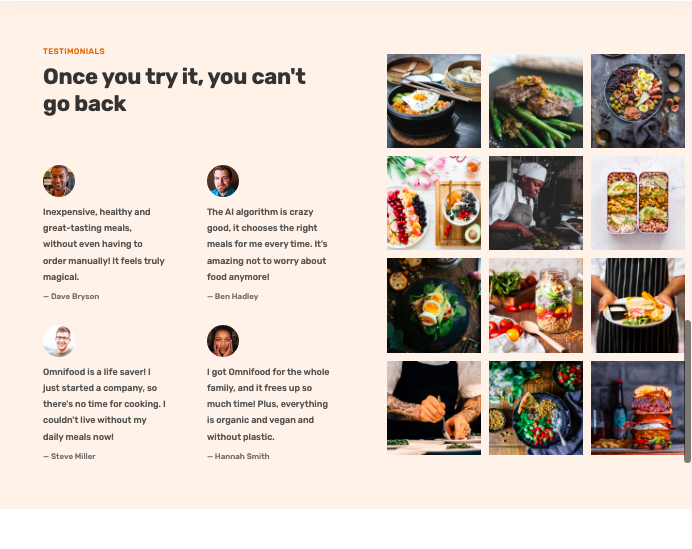 TESTIMONIALS
Once you try it, you can't
go back
Inexpensive, healthy and
great-tasting meals,
without even having to
order manually! It feels truly
magical.
— Dave Bryson
The AI algorithm is crazy
good, it chooses the right
meals for me every time. It's
amazing not to worry about
food anymore!
— Ben Hadley
Omnifood is a life saver! I
just started a company, so
there's no time for cooking. I
couldn't live without my
daily meals now!
— Steve Miller
I got Omnifood for the whole
family, and it frees up so
much time! Plus, everything
is organic and vegan and
without plastic.
— Hannah Smith